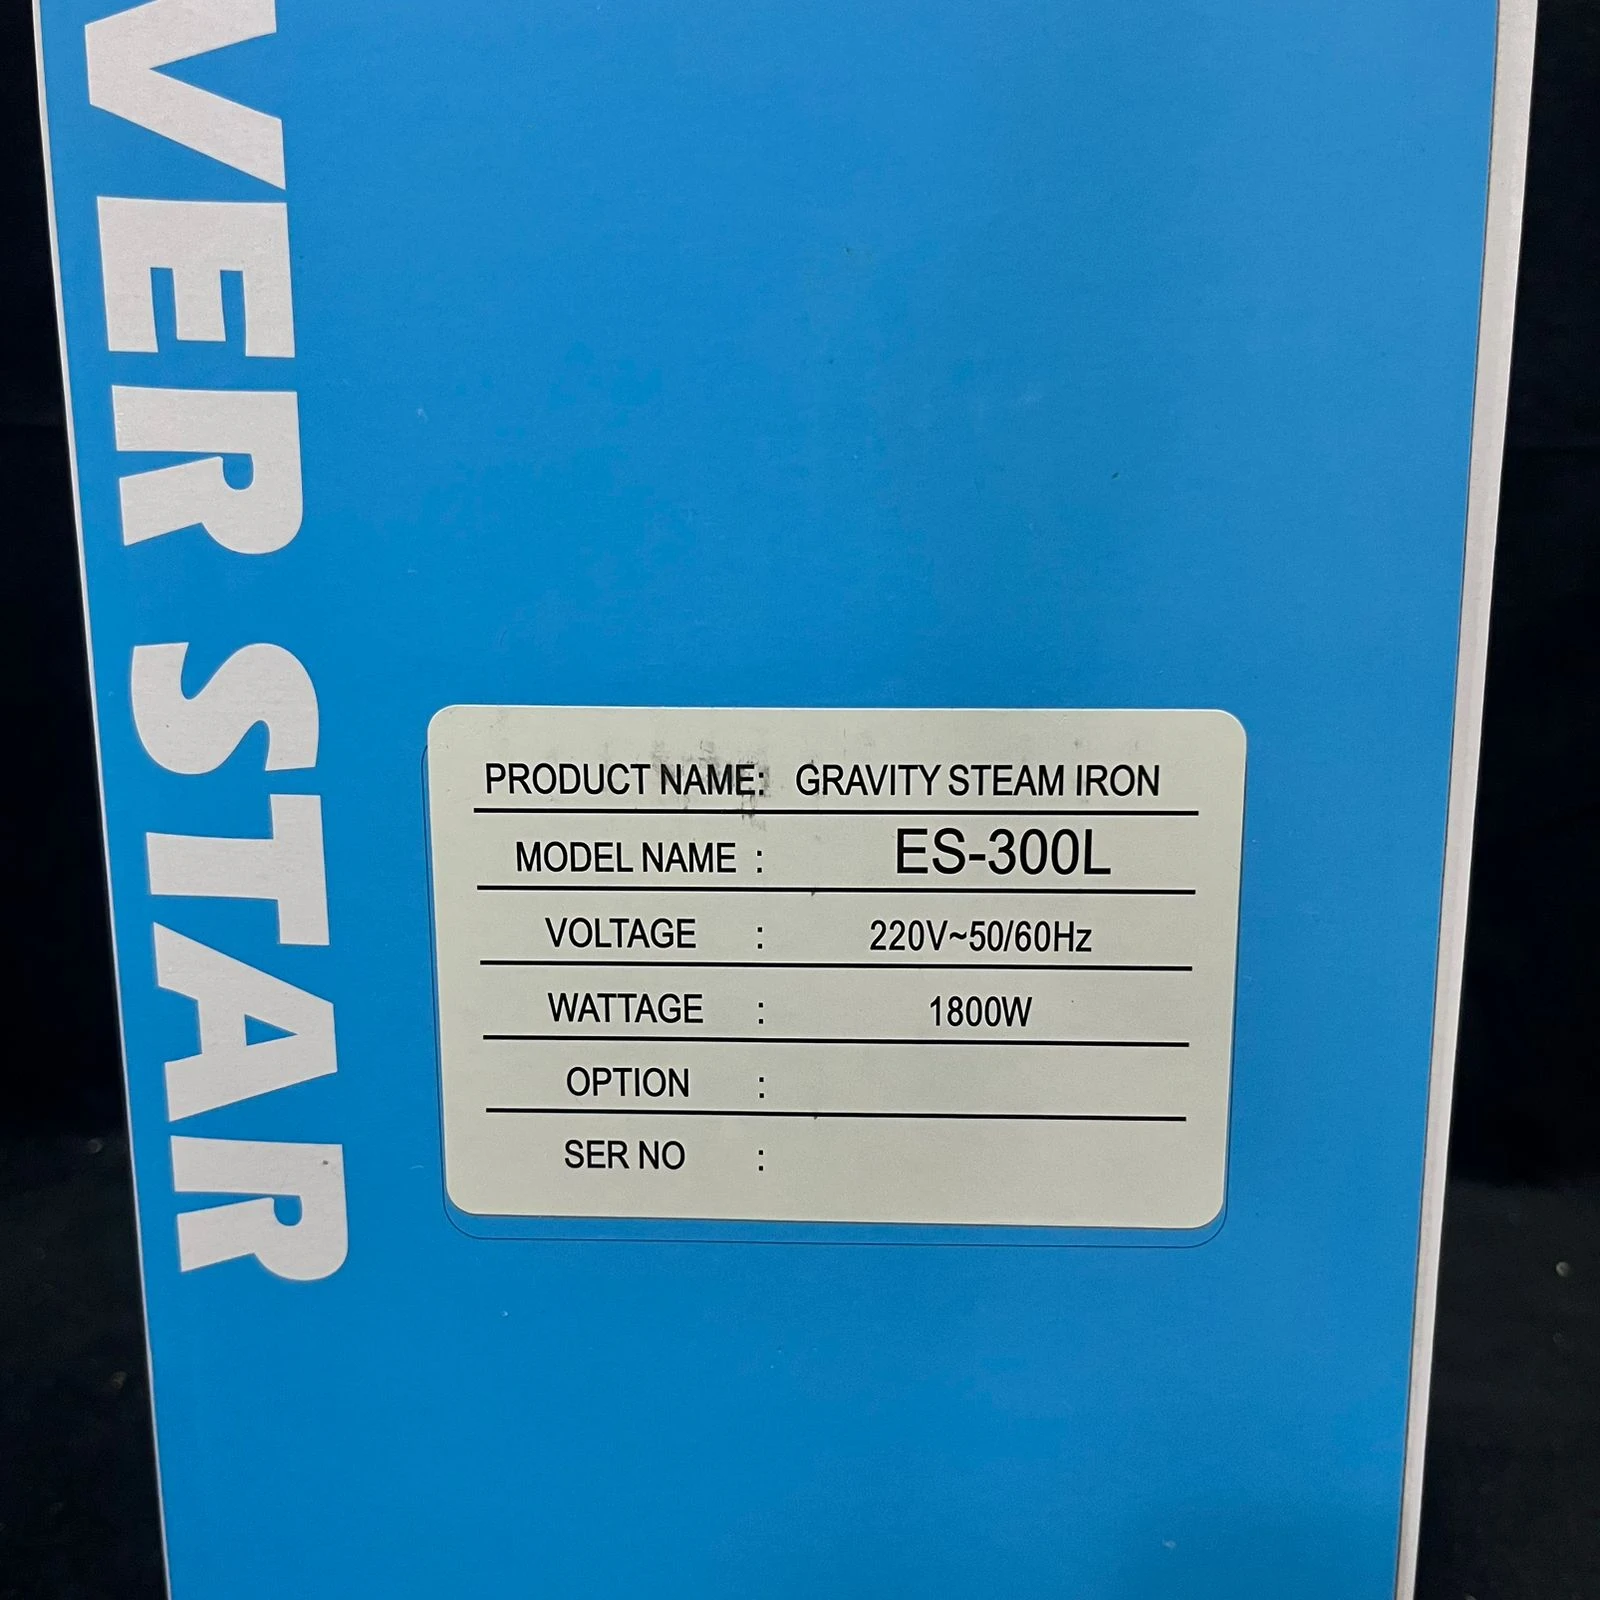 VER STAR
PRODUCT NAME: GRAVITY STEAM IRON
MODEL NAME : ES-300L
VOLTAGE : 220V~50/60Hz
WATTAGE : 1800W
OPTION :
SER NO :